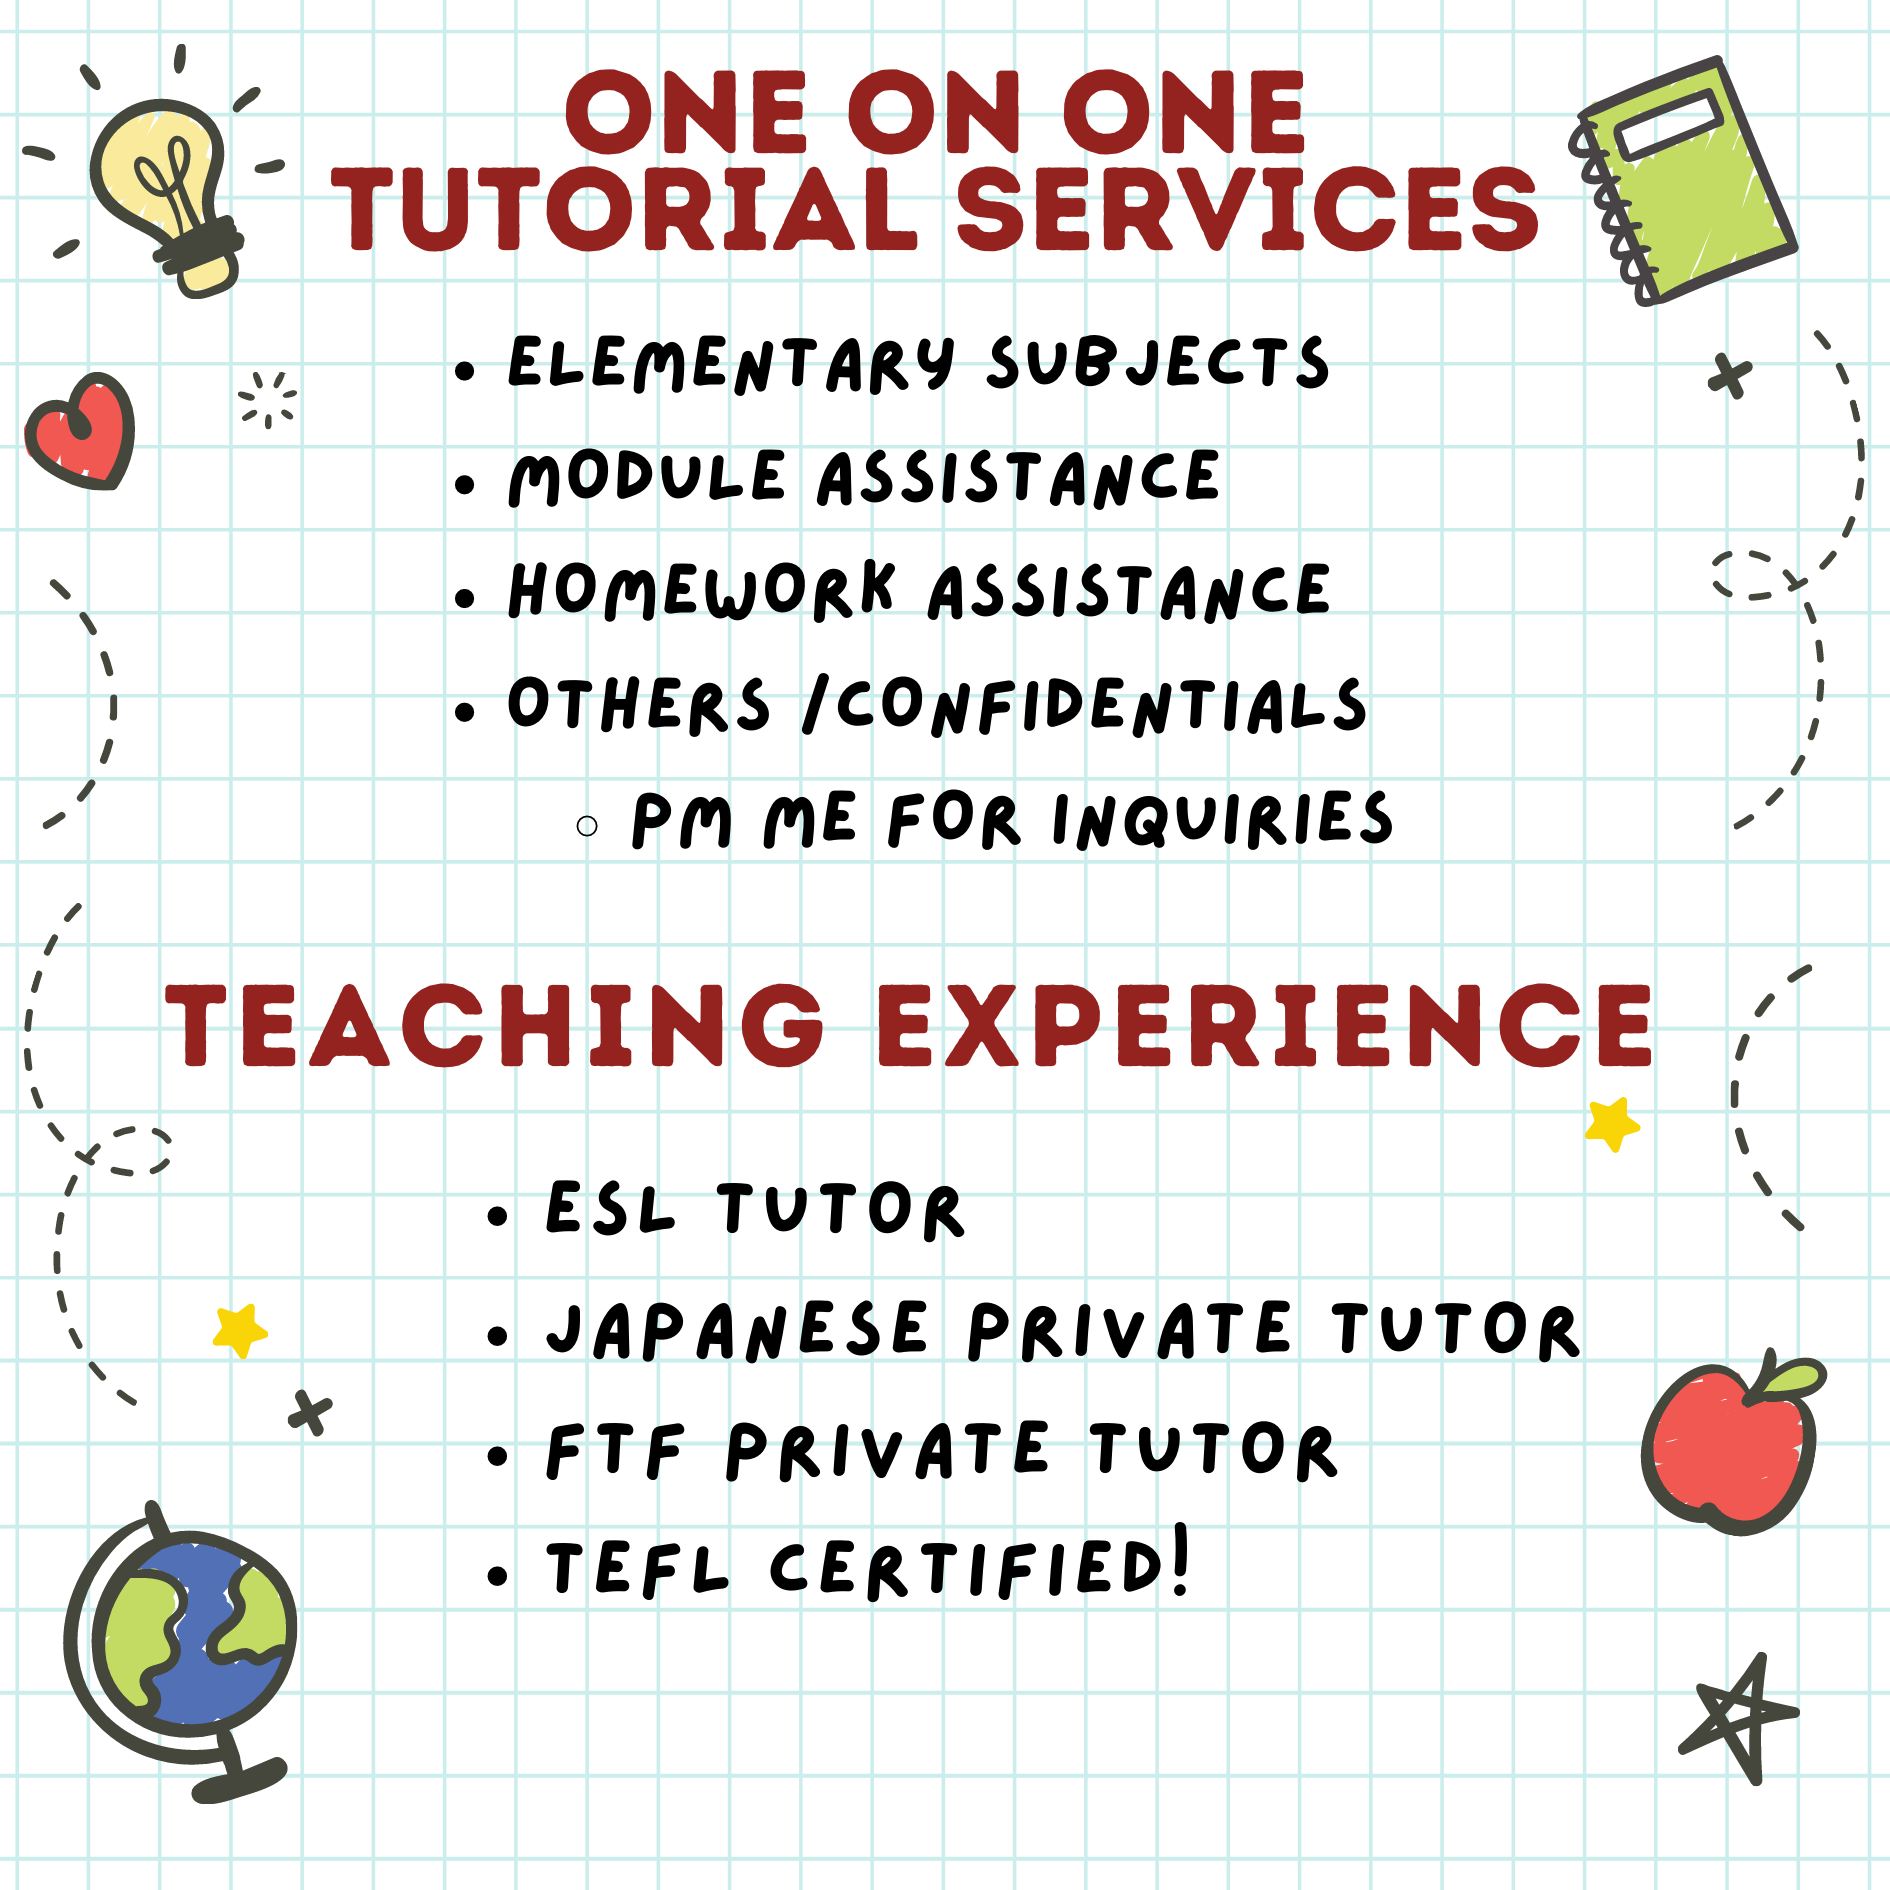 ONE ON ONE
TUTORIAL SERVICES
• ELEMENTARY SUBJECTS
• MODULE ASSISTANCE
• HOMEWORK ASSISTANCE
• OTHERS /CONFIDENTIALS
○ PM ME FOR INQUIRIES
TEACHING EXPERIENCE
• ESL TUTOR
• JAPANESE PRIVATE TUTOR
• FTF PRIVATE TUTOR
• TEFL CERTIFIED!